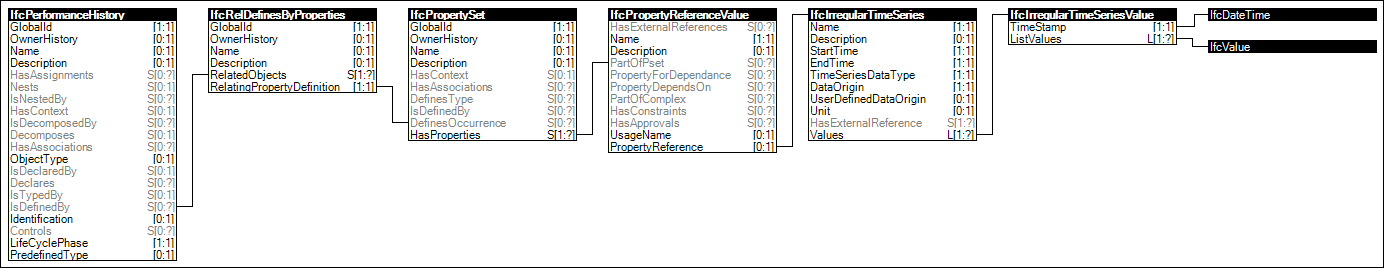 IfcPerformanceHistory
GlobalId [1:1]
OwnerHistory [0:1]
Name [0:1]
Description [0:1]
HasAssignments S[0:?]
Nests S[0:1]
IsNestedBy S[0:?]
HasContext S[0:1]
IsDecomposedBy S[0:?]
Decomposes S[0:1]
HasAssociations S[0:?]
ObjectType [0:1]
IsDeclaredBy S[0:1]
Declares S[0:?]
IsTypedBy S[0:1]
IsDefinedBy S[0:?]
Identification [0:1]
Controls S[0:?]
LifeCyclePhase [1:1]
PredefinedType [0:1]
IfcRelDefinesByProperties
GlobalId [1:1]
OwnerHistory [0:1]
Name [0:1]
Description [0:1]
RelatedObjects S[1:?]
RelatingPropertyDefinition [1:1]
IfcPropertySet
GlobalId [1:1]
OwnerHistory [0:1]
Name [0:1]
Description [0:1]
HasContext S[0:1]
HasAssociations S[0:?]
DefinesType S[0:?]
IsDefinedBy S[0:?]
DefinesOccurrence S[0:?]
HasProperties S[1:?]
IfcPropertyReferenceValue
HasExternalReferences S[0:?]
Name [1:1]
Description [0:1]
PartOfPset S[0:?]
PropertyForDependance S[0:?]
PropertyDependsOn S[0:?]
PartOfComplex S[0:?]
HasConstraints S[0:?]
HasApprovals S[0:?]
UsageName [0:1]
PropertyReference [0:1]
IfcIrregularTimeSeries
Name [1:1]
Description [0:1]
StartTime [1:1]
EndTime [1:1]
TimeSeriesDataType [1:1]
DataOrigin [1:1]
UserDefinedDataOrigin [0:1]
Unit [0:1]
HasExternalReference S[1:?]
Values L[1:?]
IfcIrregularTimeSeriesValue
TimeStamp [1:1]
ListValues L[1:?]
IfcDateTime
IfcValue